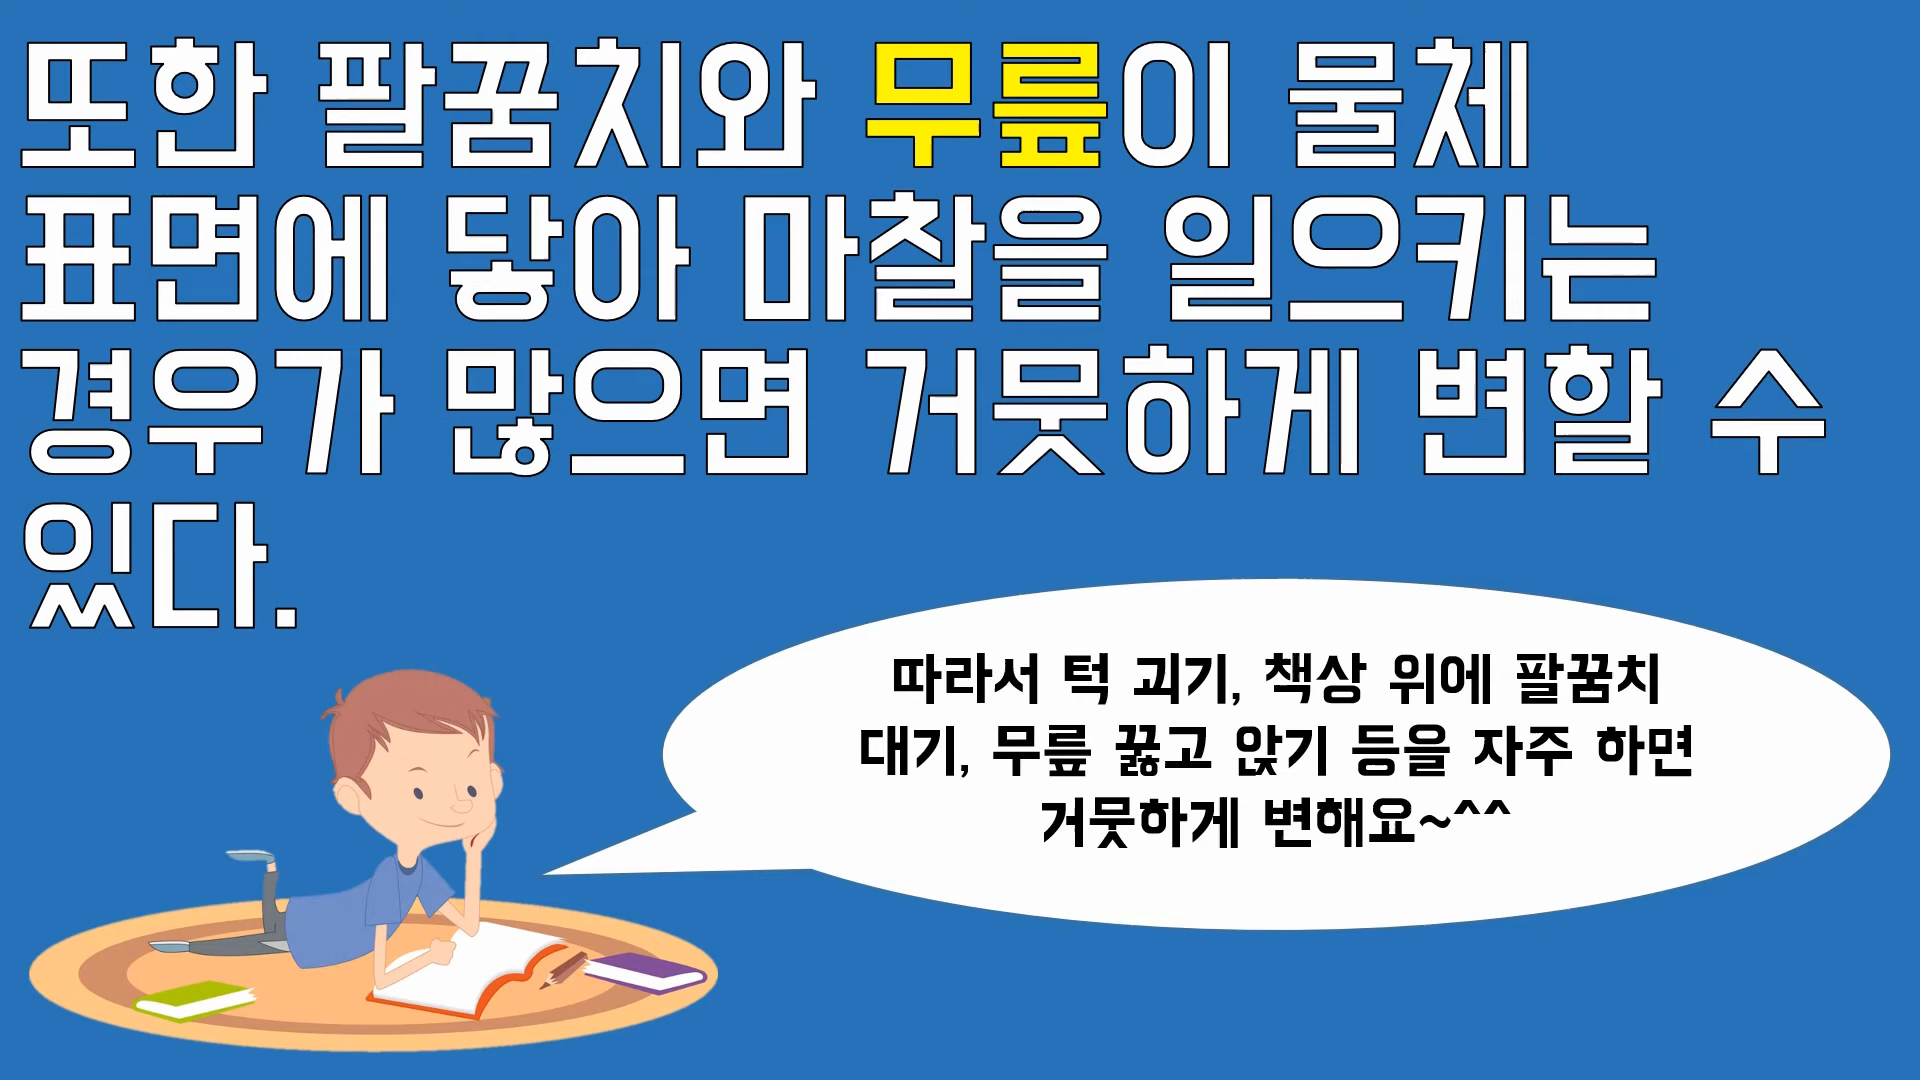 또한 팔꿈치와 무릎이 물체
표면에 닿아 마찰을 일으키는
경우가 많으면 거뭇하게 변할 수
있다.
따라서 턱 괴기, 책상 위에 팔꿈치
대기, 무릎 꿇고 앉기 등을 자주 하면
거뭇하게 변해요~^^